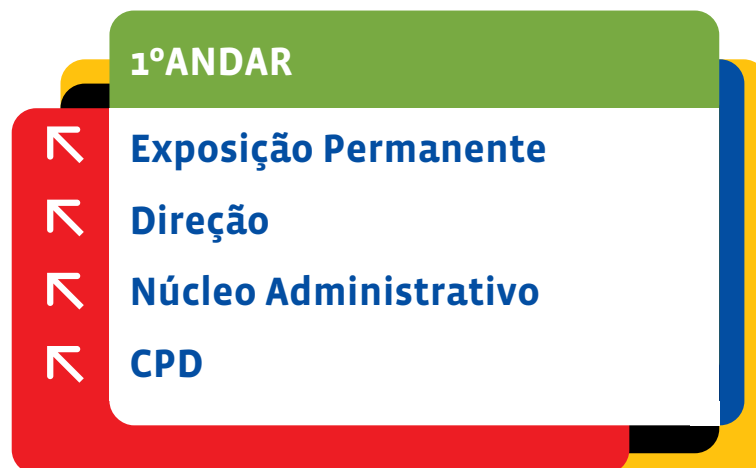 1ºANDAR
Exposição Permanente
Direção
Núcleo Administrativo
CPD